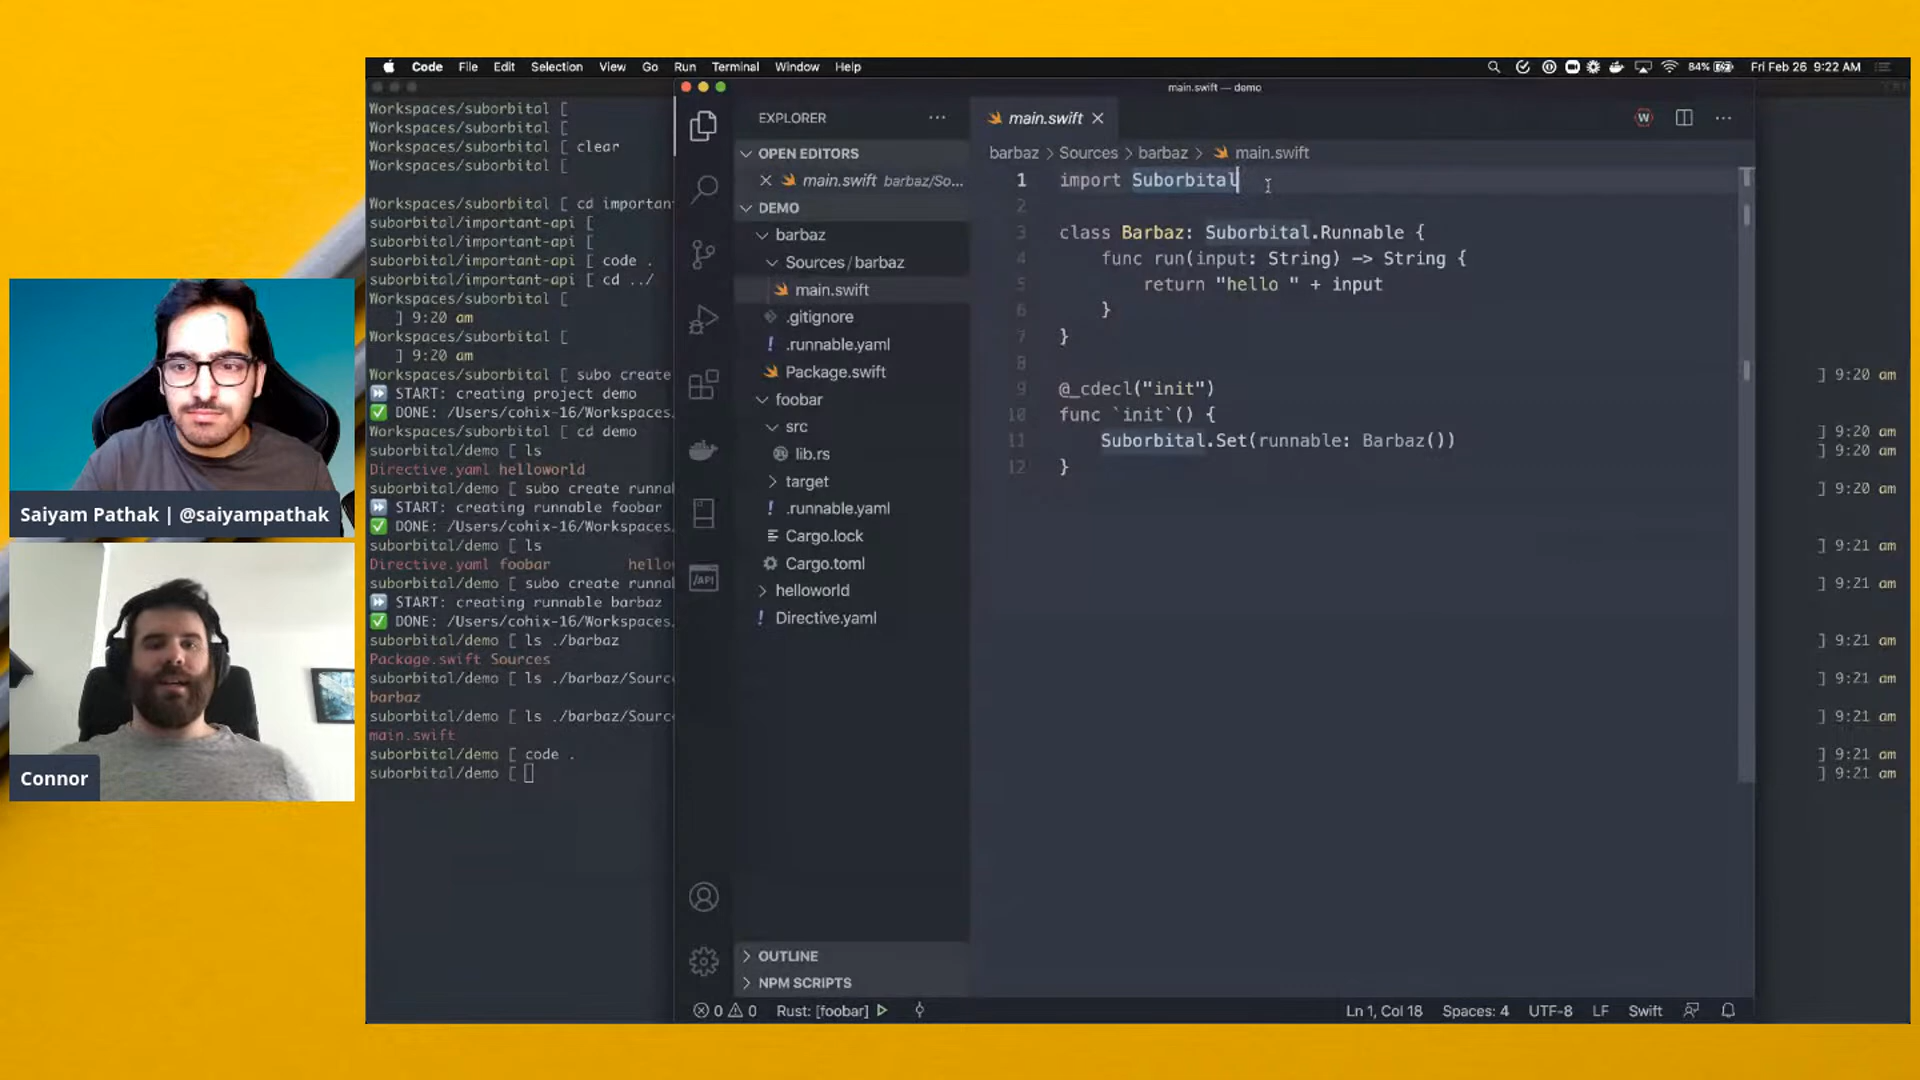 Code File Edit Selection View Go Run Terminal Window Help
84% Fri Feb 26 9:22 AM
Workspaces/suborbital [
Workspaces/suborbital [
Workspaces/suborbital [ clear
Workspaces/suborbital [
Workspaces/suborbital [ cd importan
suborbital/important-api [
suborbital/important-api [
suborbital/important-api [ code .
suborbital/important-api [ cd ../
Workspaces/suborbital [
] 9:20 am
Workspaces/suborbital [
] 9:20 am
Workspaces/suborbital [ subo create
START: creating project demo
DONE: /Users/cohix-16/Workspaces
suborbital/demo [ cd demo
suborbital/demo [ ls
Directive.yaml helloworld
suborbital/demo [ subo create runna
START: creating runnable foobar
DONE: /Users/cohix-16/Workspaces
suborbital/demo [ ls
Directive.yaml foobar hello
suborbital/demo [ subo create runna
START: creating runnable barbaz
DONE: /Users/cohix-16/Workspaces
suborbital/demo [ ls ./barbaz
Package.swift Sources
suborbital/demo [ ls ./barbaz/Sourc
barbaz
suborbital/demo [ ls ./barbaz/Sourc
main.swift
suborbital/demo [ code .
suborbital/demo [
main.swift — demo
EXPLORER
OPEN EDITORS
main.swift barbaz/So...
DEMO
barbaz
Sources/barbaz
main.swift
.gitignore
! .runnable.yaml
Package.swift
foobar
src
lib.rs
target
! .runnable.yaml
Cargo.lock
Cargo.toml
helloworld
! Directive.yaml
OUTLINE
NPM SCRIPTS
/API
main.swift
W
barbaz > Sources > barbaz > main.swift
1 import Suborbital
2
3 class Barbaz: Suborbital.Runnable {
4 func run(input: String) -> String {
5 return "hello " + input
6 }
7 }
8
9 @_cdecl("init")
10 func `init`() {
11 Suborbital.Set(runnable: Barbaz())
12 }
] 9:20 am
] 9:20 am
] 9:20 am
] 9:20 am
] 9:21 am
] 9:21 am
] 9:21 am
] 9:21 am
] 9:21 am
] 9:21 am
] 9:21 am
0 0 Rust: [foobar]
Ln 1, Col 18 Spaces: 4 UTF-8 LF Swift
Saiyam Pathak | @saiyampathak
Connor